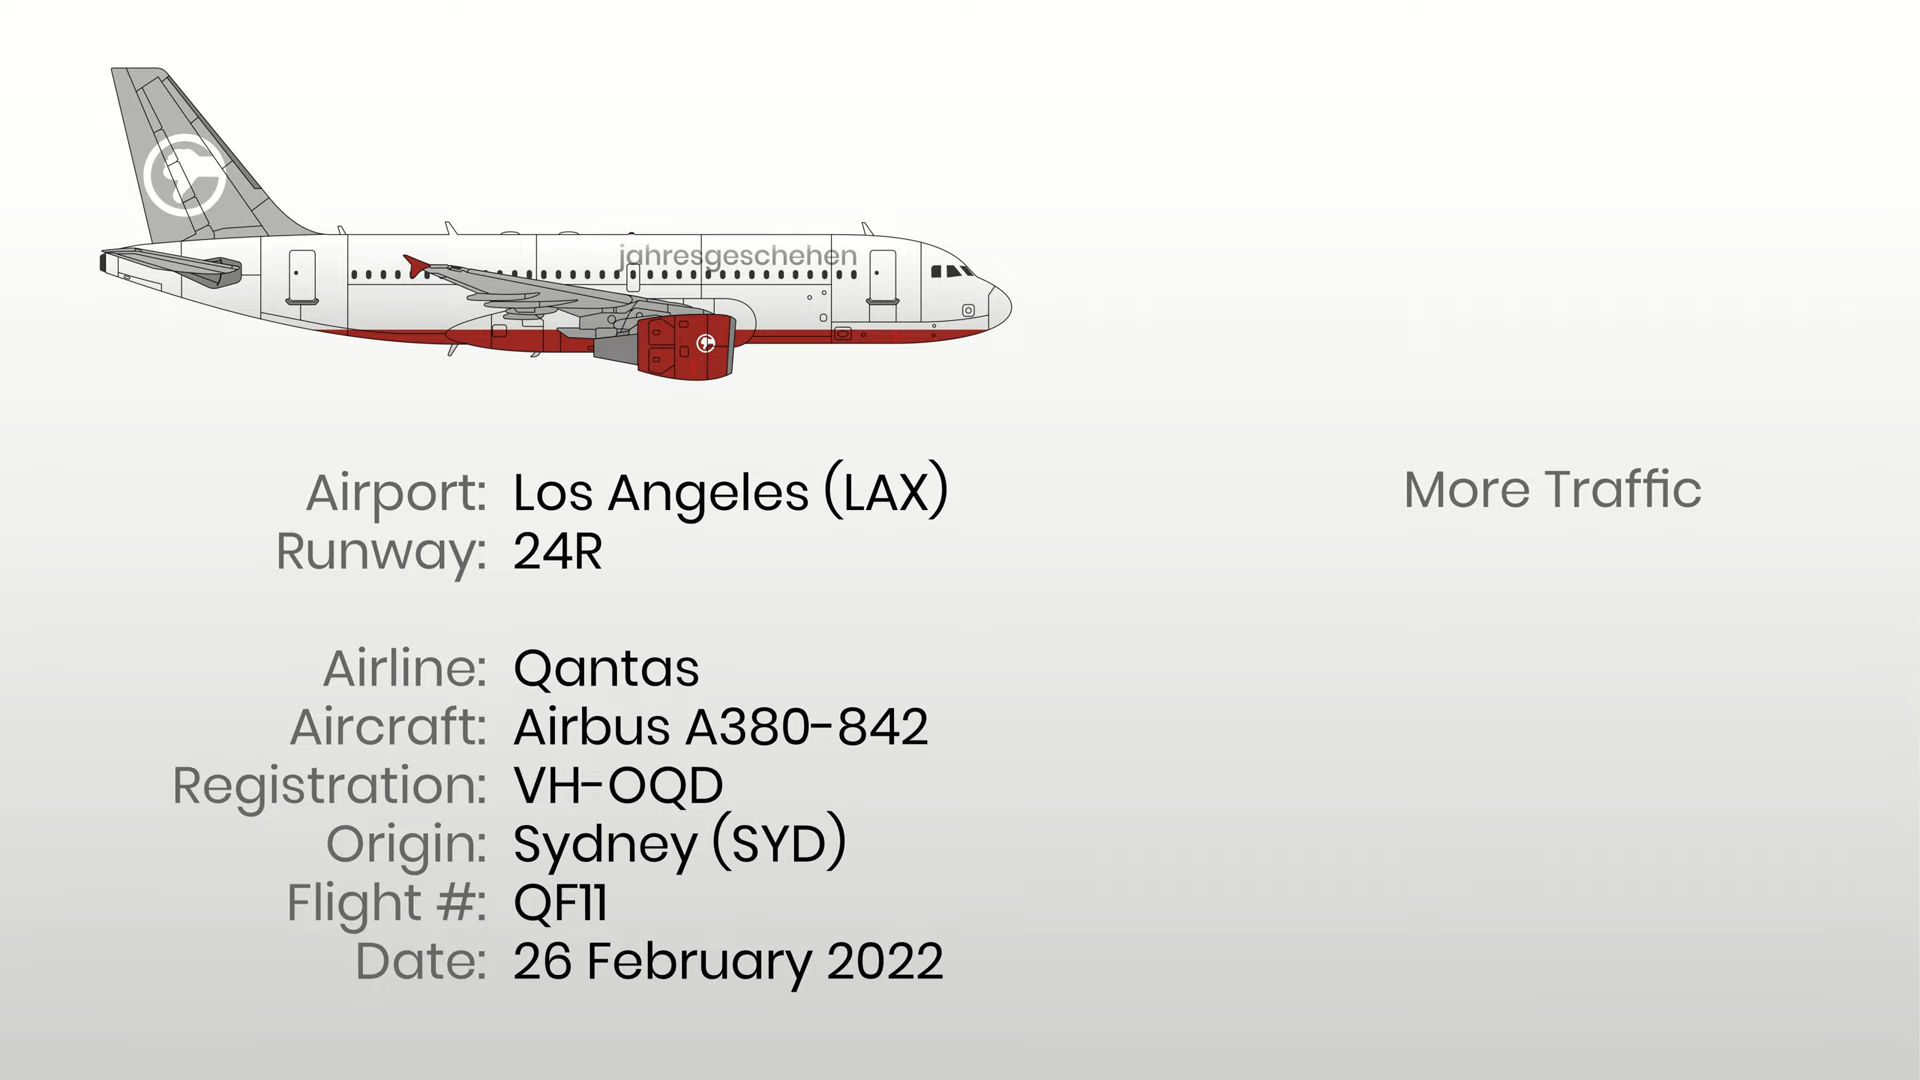 jahresgeschehen
Airport: Los Angeles (LAX)
Runway: 24R
Airline: Qantas
Aircraft: Airbus A380-842
Registration: VH-OQD
Origin: Sydney (SYD)
Flight #: QF11
Date: 26 February 2022
More Traffic